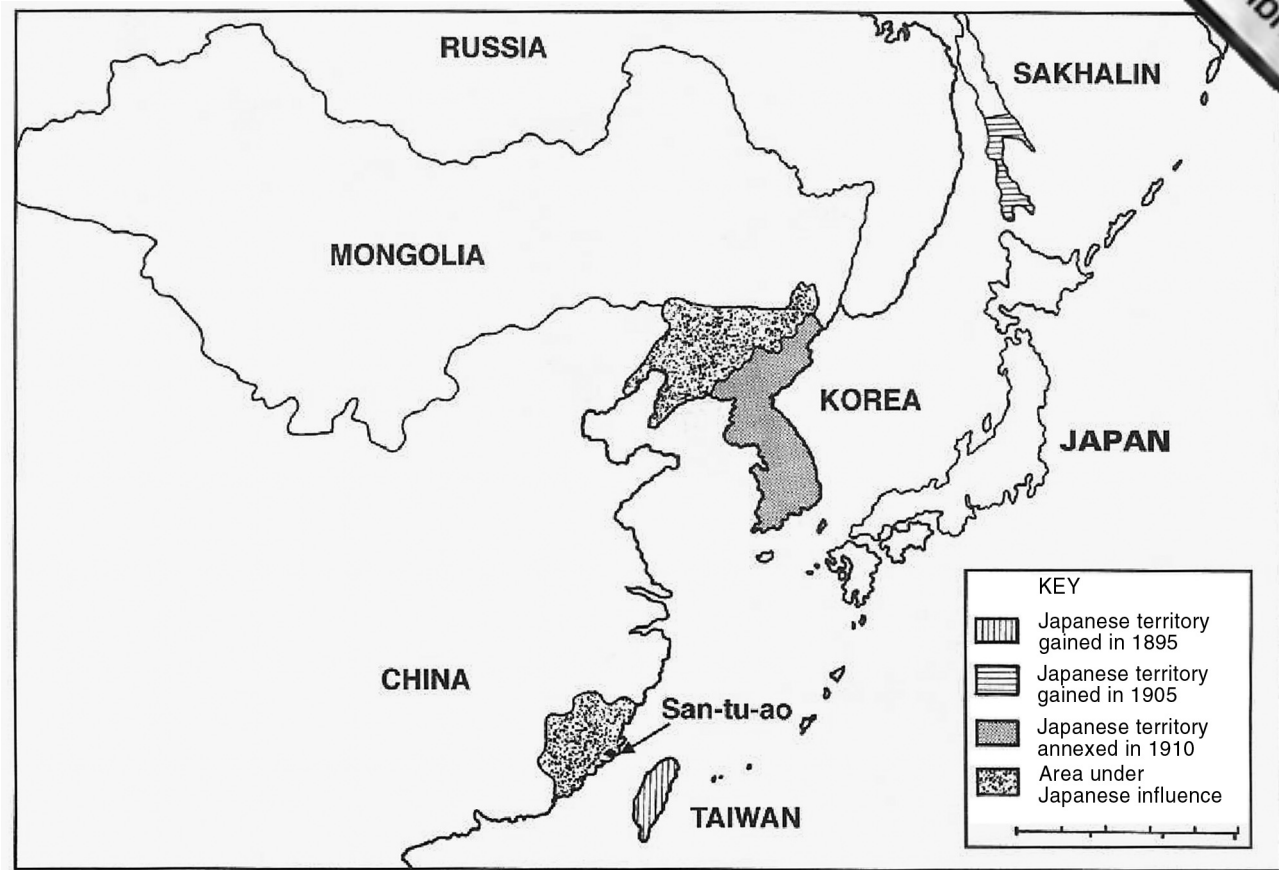 RUSSIA
SAKHALIN
MONGOLIA
KOREA
JAPAN
CHINA
San-tu-ao
TAIWAN
KEY
Japanese territory
gained in 1895
Japanese territory
gained in 1905
Japanese territory
annexed in 1910
Area under
Japanese influence